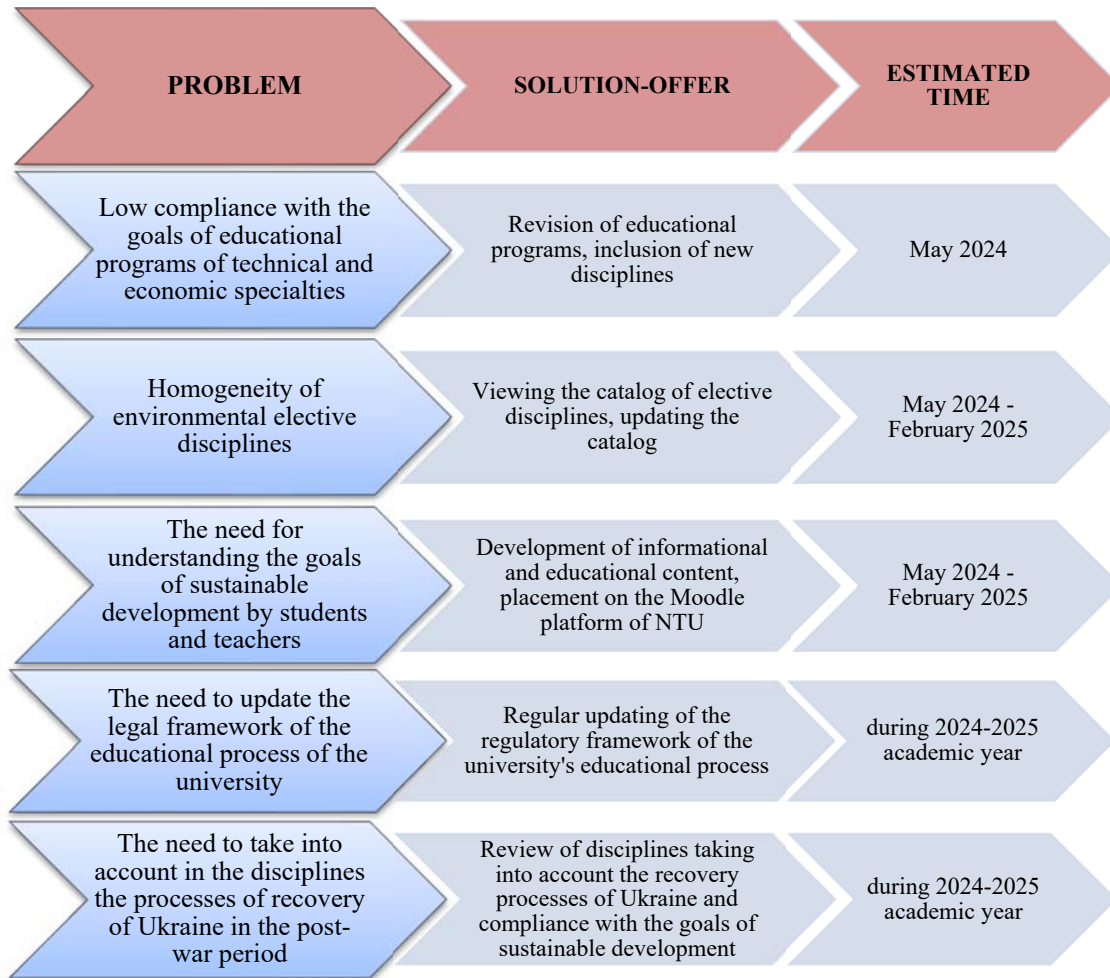 PROBLEM
SOLUTION-OFFER
ESTIMATED
TIME
Low compliance with the
goals of educational
programs of technical and
economic specialties
Revision of educational
programs, inclusion of new
disciplines
May 2024
Homogeneity of
environmental elective
disciplines
Viewing the catalog of elective
disciplines, updating the
catalog
May 2024 -
February 2025
The need for
understanding the goals
of sustainable
development by students
and teachers
Development of informational
and educational content,
placement on the Moodle
platform of NTU
May 2024 -
February 2025
The need to update the
legal framework of the
educational process of the
university
Regular updating of the
regulatory framework of the
university's educational process
during 2024-2025
academic year
The need to take into
account in the disciplines
the processes of recovery
of Ukraine in the post-
war period
Review of disciplines taking
into account the recovery
processes of Ukraine and
compliance with the goals of
sustainable development
during 2024-2025
academic year